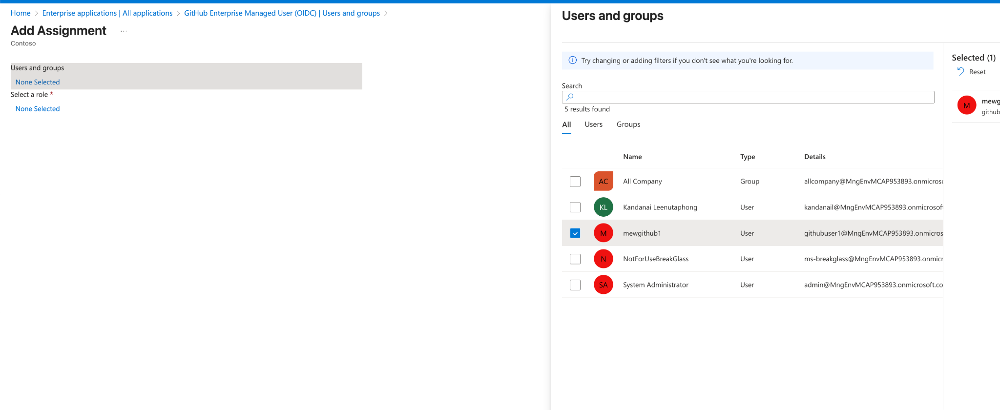 Home > Enterprise applications | All applications > GitHub Enterprise Managed User (OIDC) | Users and groups >
Add Assignment ...
Contoso
Users and groups
None Selected
Select a role *
None Selected
Users and groups
Try changing or adding filters if you don't see what you're looking for.
Search
5 results found
All Users Groups
Name Type Details
AC All Company Group allcompany@MngEnvMCAP953893.onmicroso
KL Kandanai Leenutaphong User kandanail@MngEnvMCAP953893.onmicrosoft
M mewgithub1 User githubuser1@MngEnvMCAP953893.onmicros
N NotForUseBreakGlass User ms-breakglass@MngEnvMCAP953893.onmicr
SA System Administrator User admin@MngEnvMCAP953893.onmicrosoft.co
Selected (1)
Reset
M mewg
github